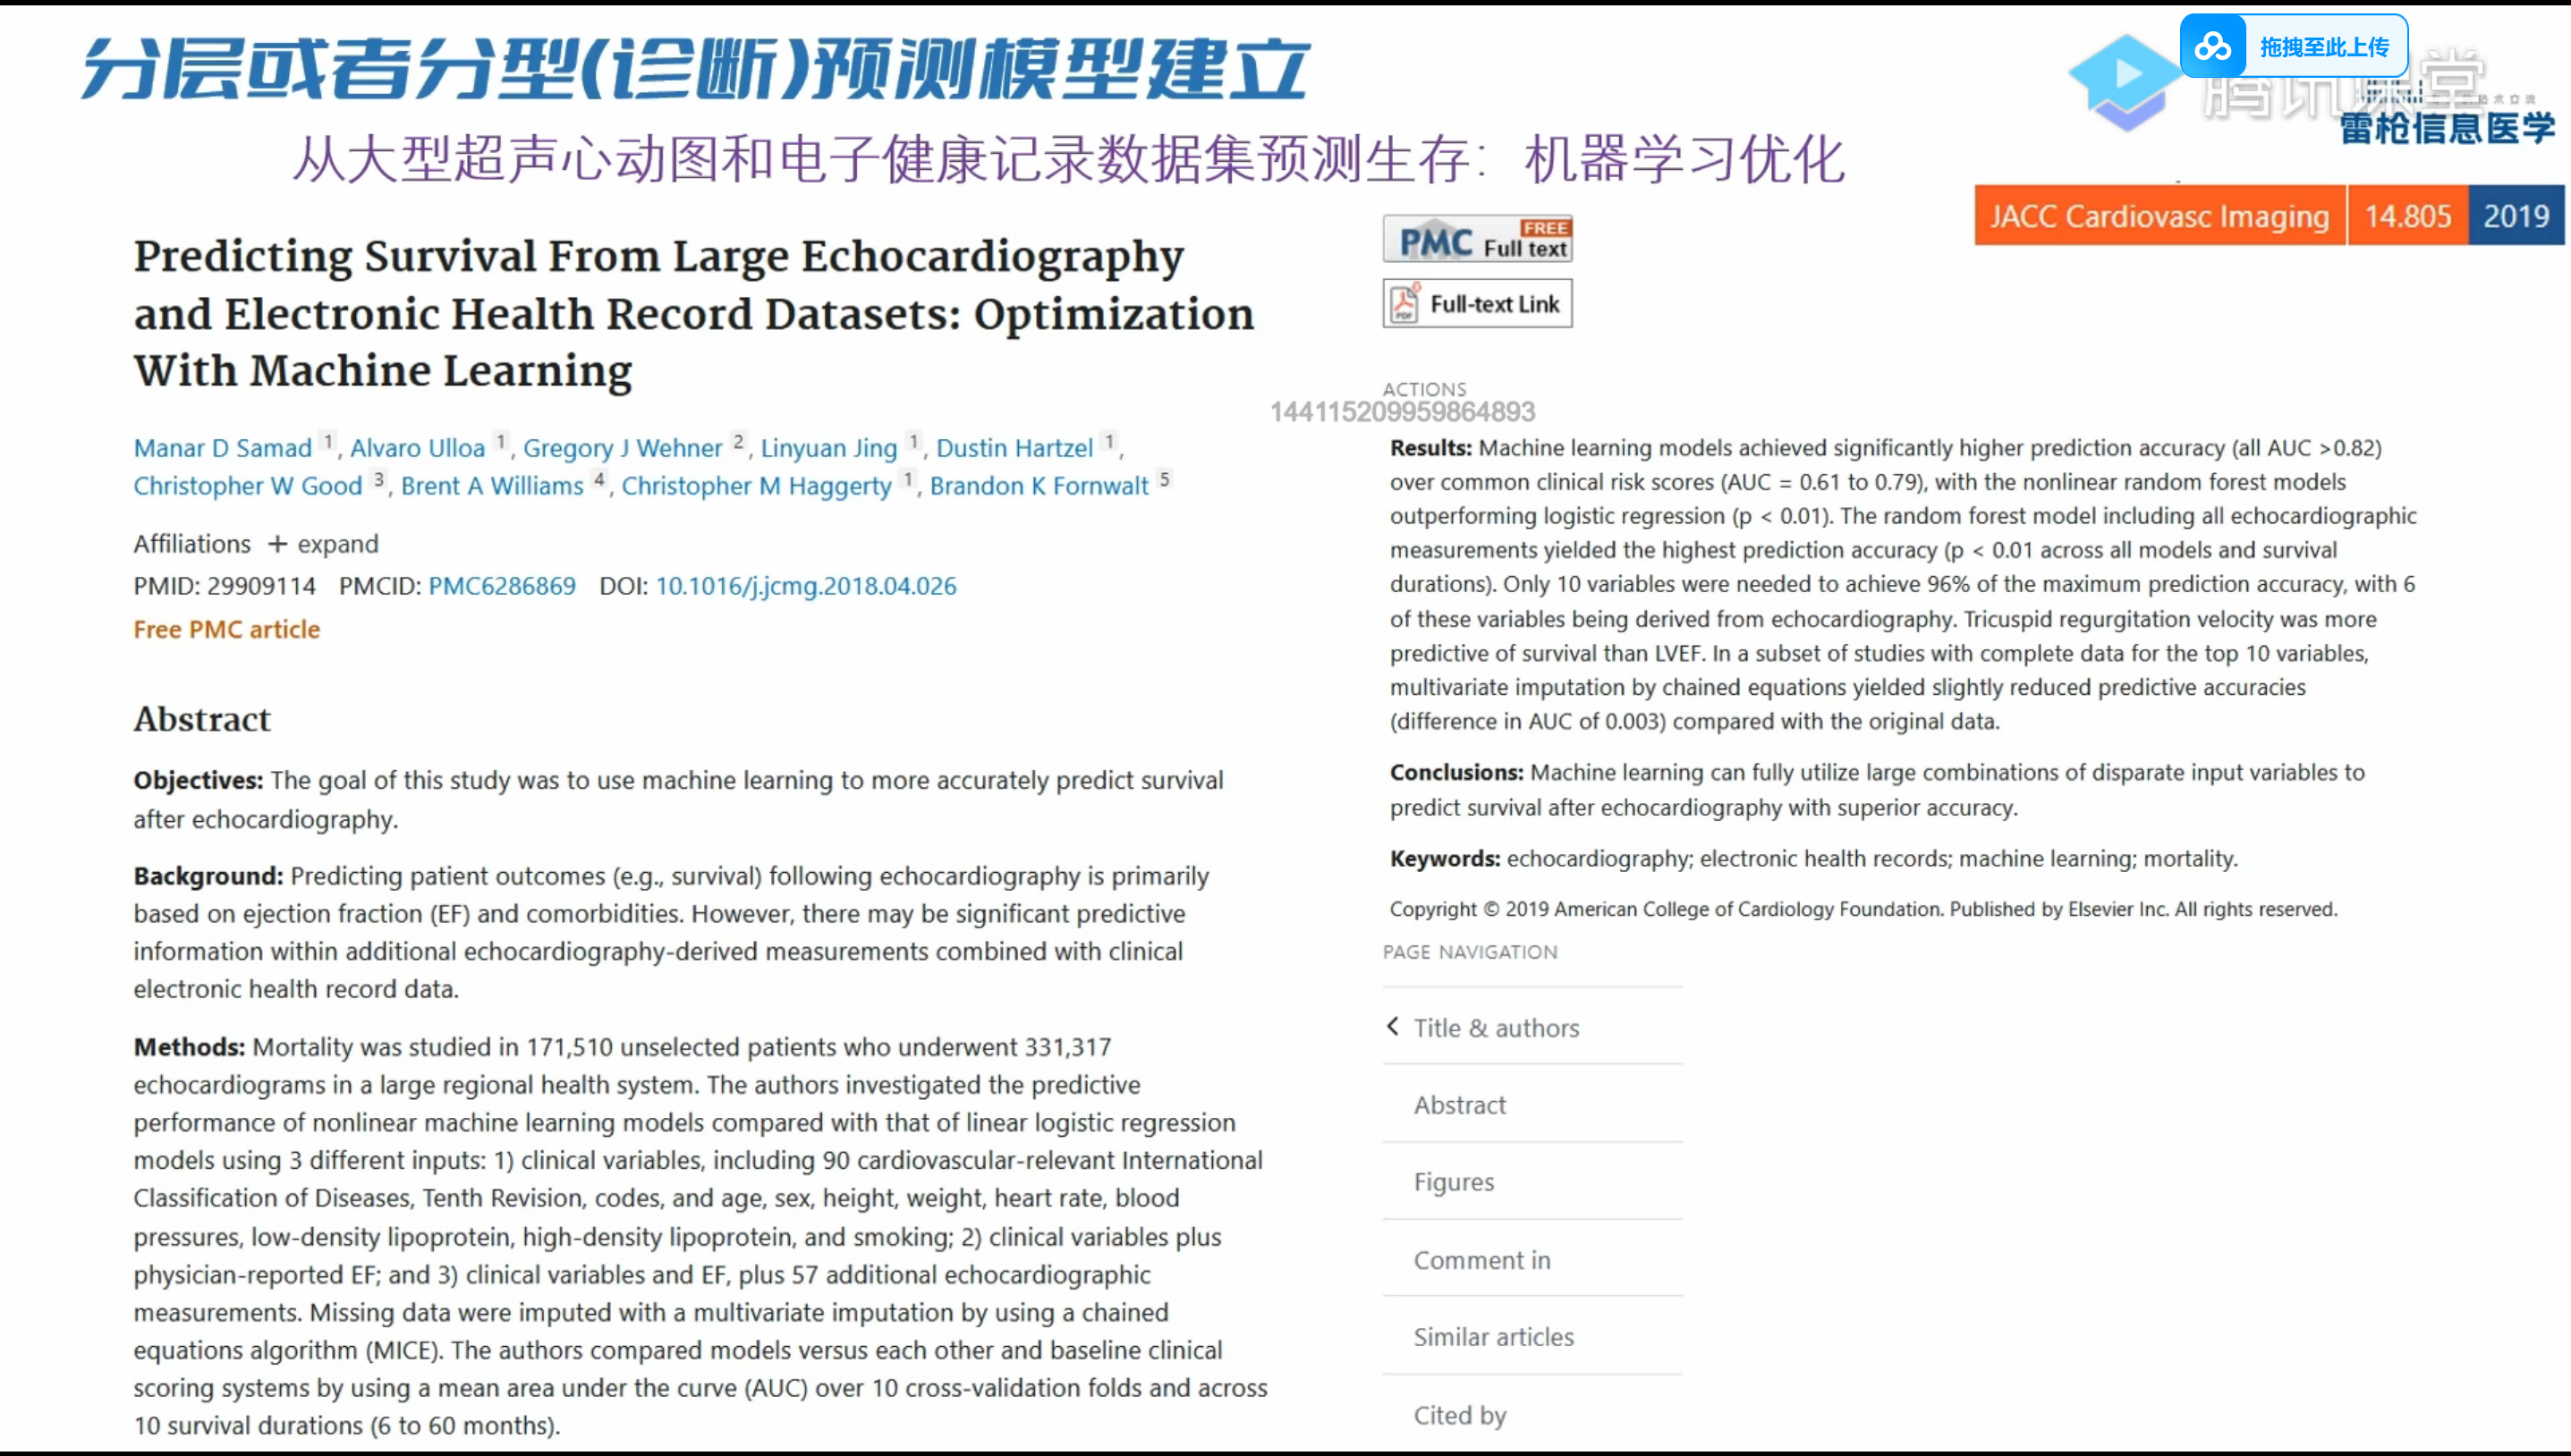 分层或者分型(诊断)预测模型建立
拖拽至此上传
腾讯课堂
技术交流
雷枪信息医学
从大型超声心动图和电子健康记录数据集预测生存：机器学习优化
JACC Cardiovasc Imaging 14.805 2019
Predicting Survival From Large Echocardiography
and Electronic Health Record Datasets: Optimization
With Machine Learning
Manar D Samad 1, Alvaro Ulloa 1, Gregory J Wehner 2, Linyuan Jing 1, Dustin Hartzel 1,
Christopher W Good 3, Brent A Williams 4, Christopher M Haggerty 1, Brandon K Fornwalt 5
Affiliations + expand
PMID: 29909114 PMCID: PMC6286869 DOI: 10.1016/j.jcmg.2018.04.026
Free PMC article
Abstract
Objectives: The goal of this study was to use machine learning to more accurately predict survival
after echocardiography.
Background: Predicting patient outcomes (e.g., survival) following echocardiography is primarily
based on ejection fraction (EF) and comorbidities. However, there may be significant predictive
information within additional echocardiography-derived measurements combined with clinical
electronic health record data.
Methods: Mortality was studied in 171,510 unselected patients who underwent 331,317
echocardiograms in a large regional health system. The authors investigated the predictive
performance of nonlinear machine learning models compared with that of linear logistic regression
models using 3 different inputs: 1) clinical variables, including 90 cardiovascular-relevant International
Classification of Diseases, Tenth Revision, codes, and age, sex, height, weight, heart rate, blood
pressures, low-density lipoprotein, high-density lipoprotein, and smoking; 2) clinical variables plus
physician-reported EF; and 3) clinical variables and EF, plus 57 additional echocardiographic
measurements. Missing data were imputed with a multivariate imputation by using a chained
equations algorithm (MICE). The authors compared models versus each other and baseline clinical
scoring systems by using a mean area under the curve (AUC) over 10 cross-validation folds and across
10 survival durations (6 to 60 months).
PMC FREE Full text
PDF Full-text Link
ACTIONS
144115209959864893
Results: Machine learning models achieved significantly higher prediction accuracy (all AUC >0.82)
over common clinical risk scores (AUC = 0.61 to 0.79), with the nonlinear random forest models
outperforming logistic regression (p < 0.01). The random forest model including all echocardiographic
measurements yielded the highest prediction accuracy (p < 0.01 across all models and survival
durations). Only 10 variables were needed to achieve 96% of the maximum prediction accuracy, with 6
of these variables being derived from echocardiography. Tricuspid regurgitation velocity was more
predictive of survival than LVEF. In a subset of studies with complete data for the top 10 variables,
multivariate imputation by chained equations yielded slightly reduced predictive accuracies
(difference in AUC of 0.003) compared with the original data.
Conclusions: Machine learning can fully utilize large combinations of disparate input variables to
predict survival after echocardiography with superior accuracy.
Keywords: echocardiography; electronic health records; machine learning; mortality.
Copyright © 2019 American College of Cardiology Foundation. Published by Elsevier Inc. All rights reserved.
PAGE NAVIGATION
Title & authors
Abstract
Figures
Comment in
Similar articles
Cited by